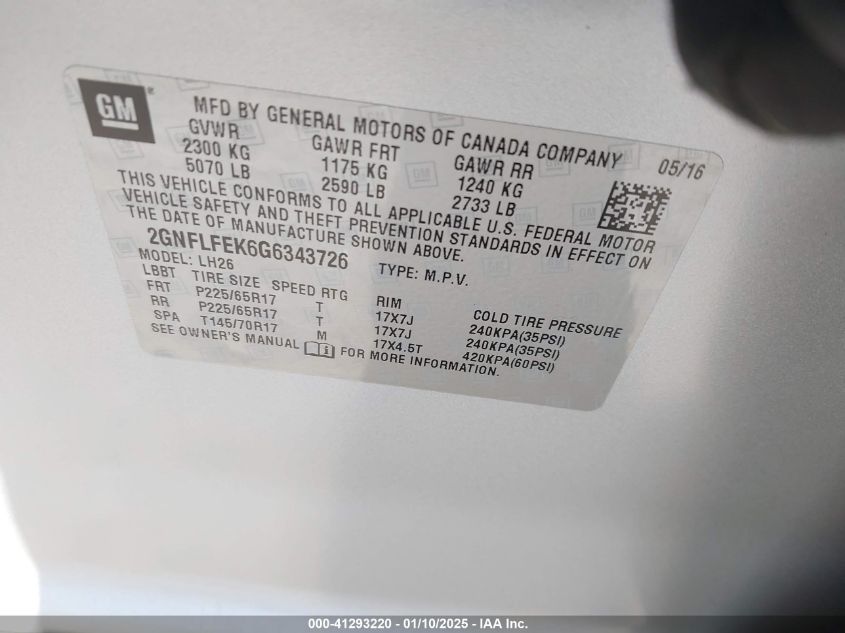 GM
MFD BY GENERAL MOTORS OF CANADA COMPANY 05/16
GVWR GAWR FRT GAWR RR
2300 KG 1175 KG 1240 KG
5070 LB 2590 LB 2733 LB
THIS VEHICLE CONFORMS TO ALL APPLICABLE U.S. FEDERAL MOTOR
VEHICLE SAFETY AND THEFT PREVENTION STANDARDS IN EFFECT ON
THE DATE OF MANUFACTURE SHOWN ABOVE.
2GNFLFEK6G6343726 TYPE: M.P.V.
MODEL: LH26
LBBT TIRE SIZE SPEED RTG RIM COLD TIRE PRESSURE
FRT P225/65R17 T 17X7J 240KPA(35PSI)
RR P225/65R17 T 17X7J 240KPA(35PSI)
SPA T145/70R17 M 17X4.5T 420KPA(60PSI)
SEE OWNER'S MANUAL FOR MORE INFORMATION.
000-41293220 - 01/10/2025 - IAA Inc.